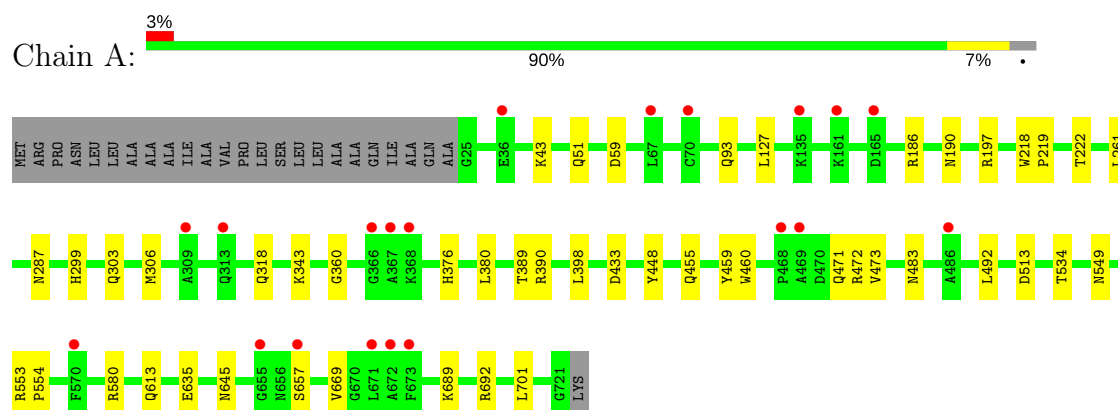 3%
Chain A:
90% 7% •
MET ARG PRO ASN LEU LEU ALA ALA ALA ILE ALA VAL PRO LEU SER LEU LEU ALA ALA GLN ILE ALA GLN ALA G25 E36 K43 Q51 D59 L67 C70 Q93 L127 K135 K161 D165 R186 N190 R197 W218 P219 T222 L261
N287 H299 Q303 M306 A309 Q313 Q318 K343 G360 G366 A367 K368 H376 L380 T389 R390 L398 D433 Y448 Q455 Y459 W460 P468 A469 D470 Q471 R472 V473 N483 A486 L492 D513 T534 N549
R553 P554 F570 R580 Q613 E635 N645 G655 N656 S657 V669 G670 L671 A672 F673 K689 R692 L701 G721 LYS